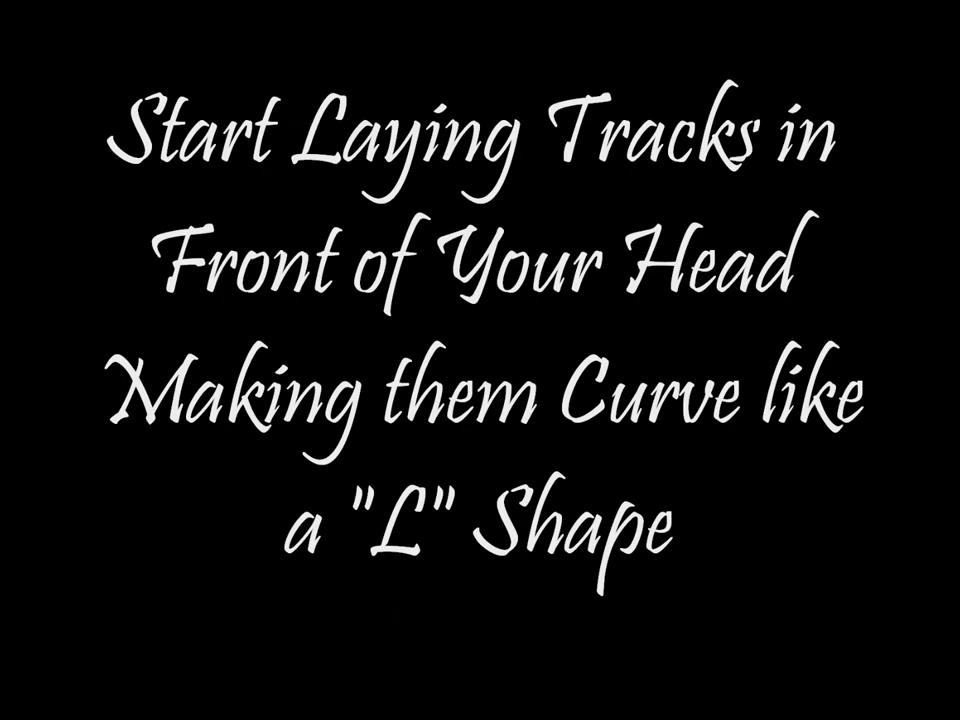 Start Laying Tracks in
Front of Your Head
Making them Curve like
a "L" Shape